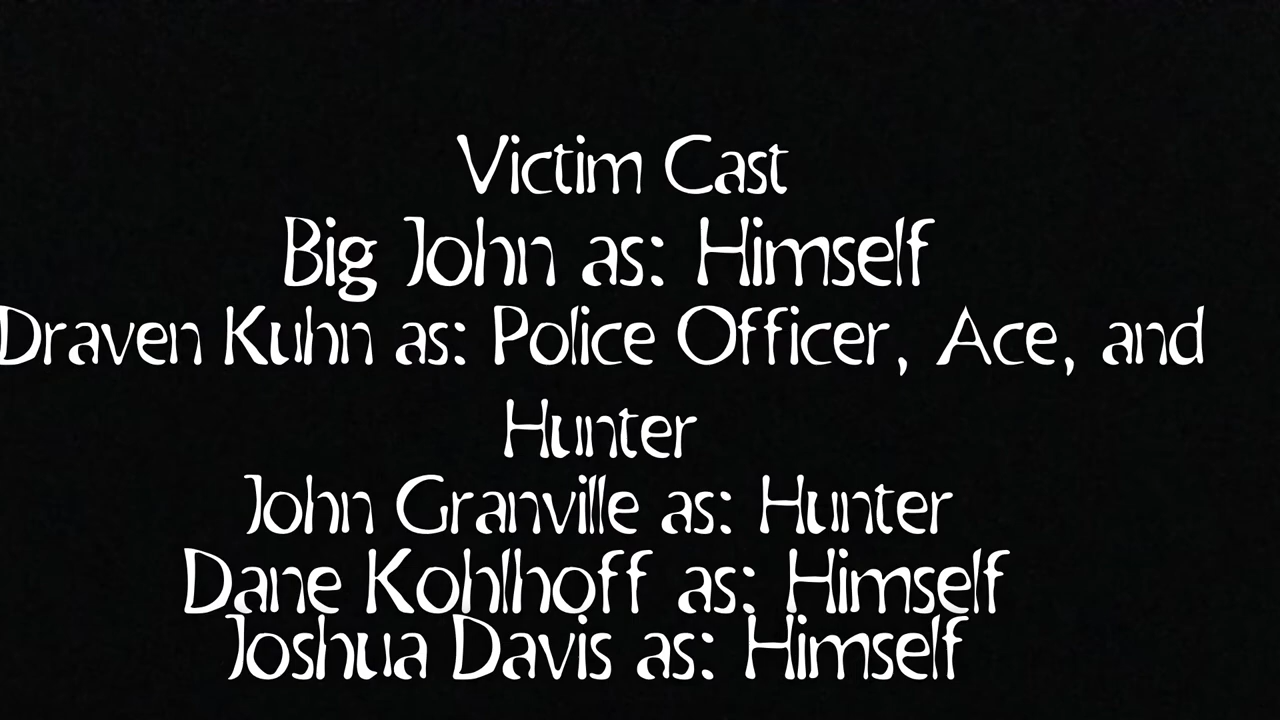 Victim Cast
Big John as: Himself
Draven Kuhn as: Police Officer, Ace, and
Hunter
John Granville as: Hunter
Dane Kohlhoff as: Himself
Joshua Davis as: Himself